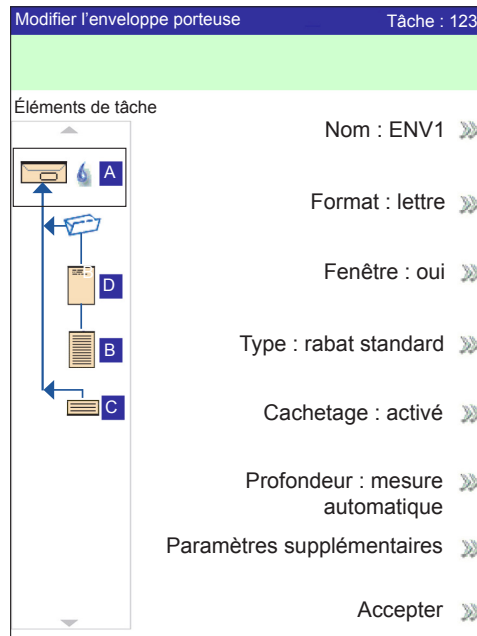 Modifier l’enveloppe porteuse Tâche : 123
Éléments de tâche
Nom : ENV1
A
Format : lettre
Fenêtre : oui
D
Type : rabat standard
B
Cachetage : activé
C
Profondeur : mesure
automatique
Paramètres supplémentaires
Accepter